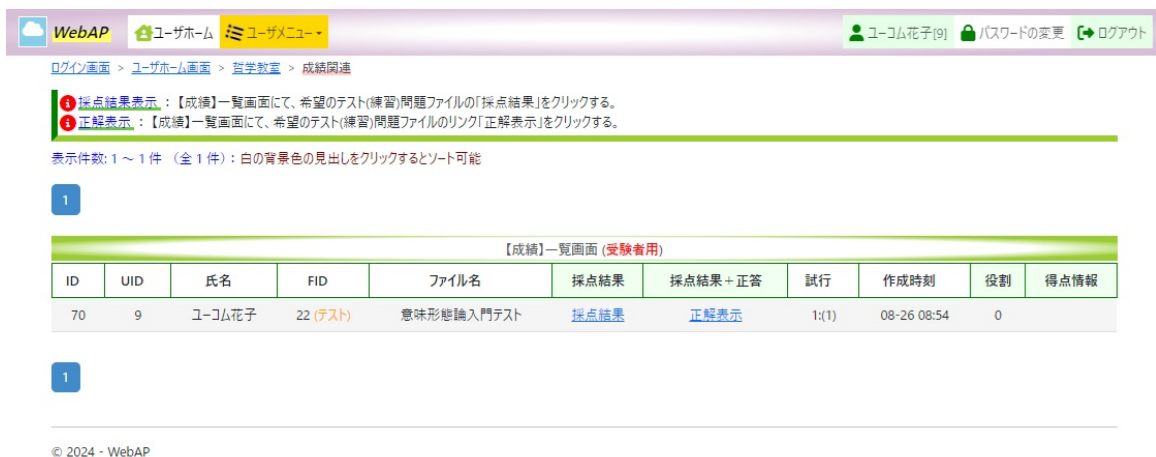 WebAP ユーザホーム ユーザメニュー ユーコム花子[9] パスワードの変更 ログアウト
ログイン画面 > ユーザホーム画面 > 哲学教室 > 成績関連
採点結果表示 ：【成績】一覧画面にて、希望のテスト(練習)問題ファイルの「採点結果」をクリックする。
正解表示 ：【成績】一覧画面にて、希望のテスト(練習)問題ファイルのリンク「正解表示」をクリックする。
表示件数: 1 ～ 1 件 （全 1 件）: 白の背景色の見出しをクリックするとソート可能
1
【成績】一覧画面 (受験者用)
ID UID 氏名 FID ファイル名 採点結果 採点結果＋正答 試行 作成時刻 役割 得点情報
70 9 ユーコム花子 22 (テスト) 意味形態論入門テスト 採点結果 正解表示 1:(1) 08-26 08:54 0
1
© 2024 - WebAP